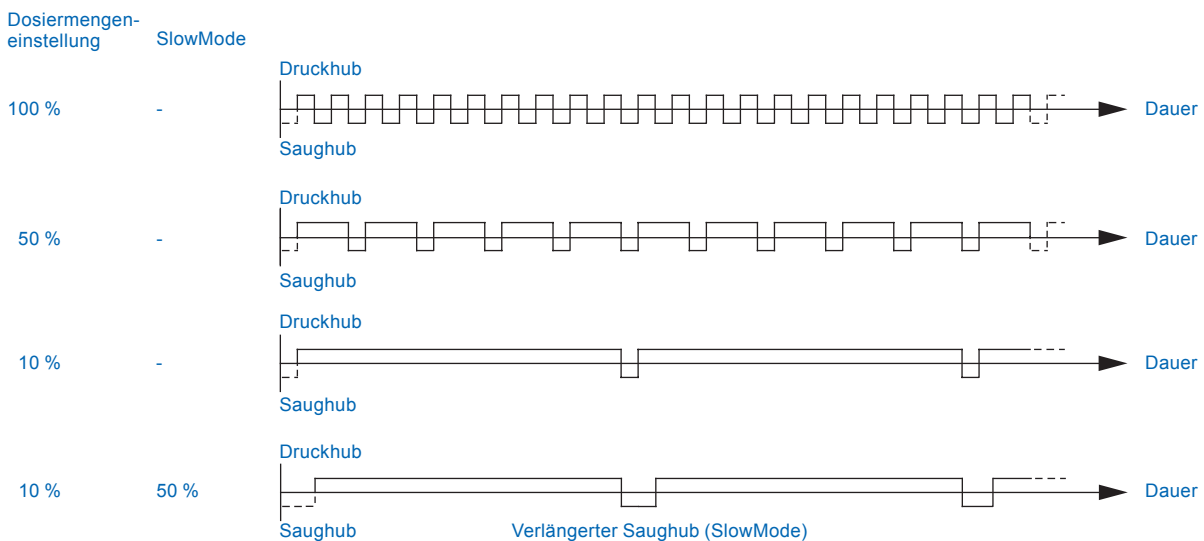 Dosiermengen-
einstellung
SlowMode
Druckhub
100 %
-
Dauer
Saughub
Druckhub
50 %
-
Dauer
Saughub
Druckhub
10 %
-
Dauer
Saughub
Druckhub
10 %
50 %
Dauer
Saughub
Verlängerter Saughub (SlowMode)